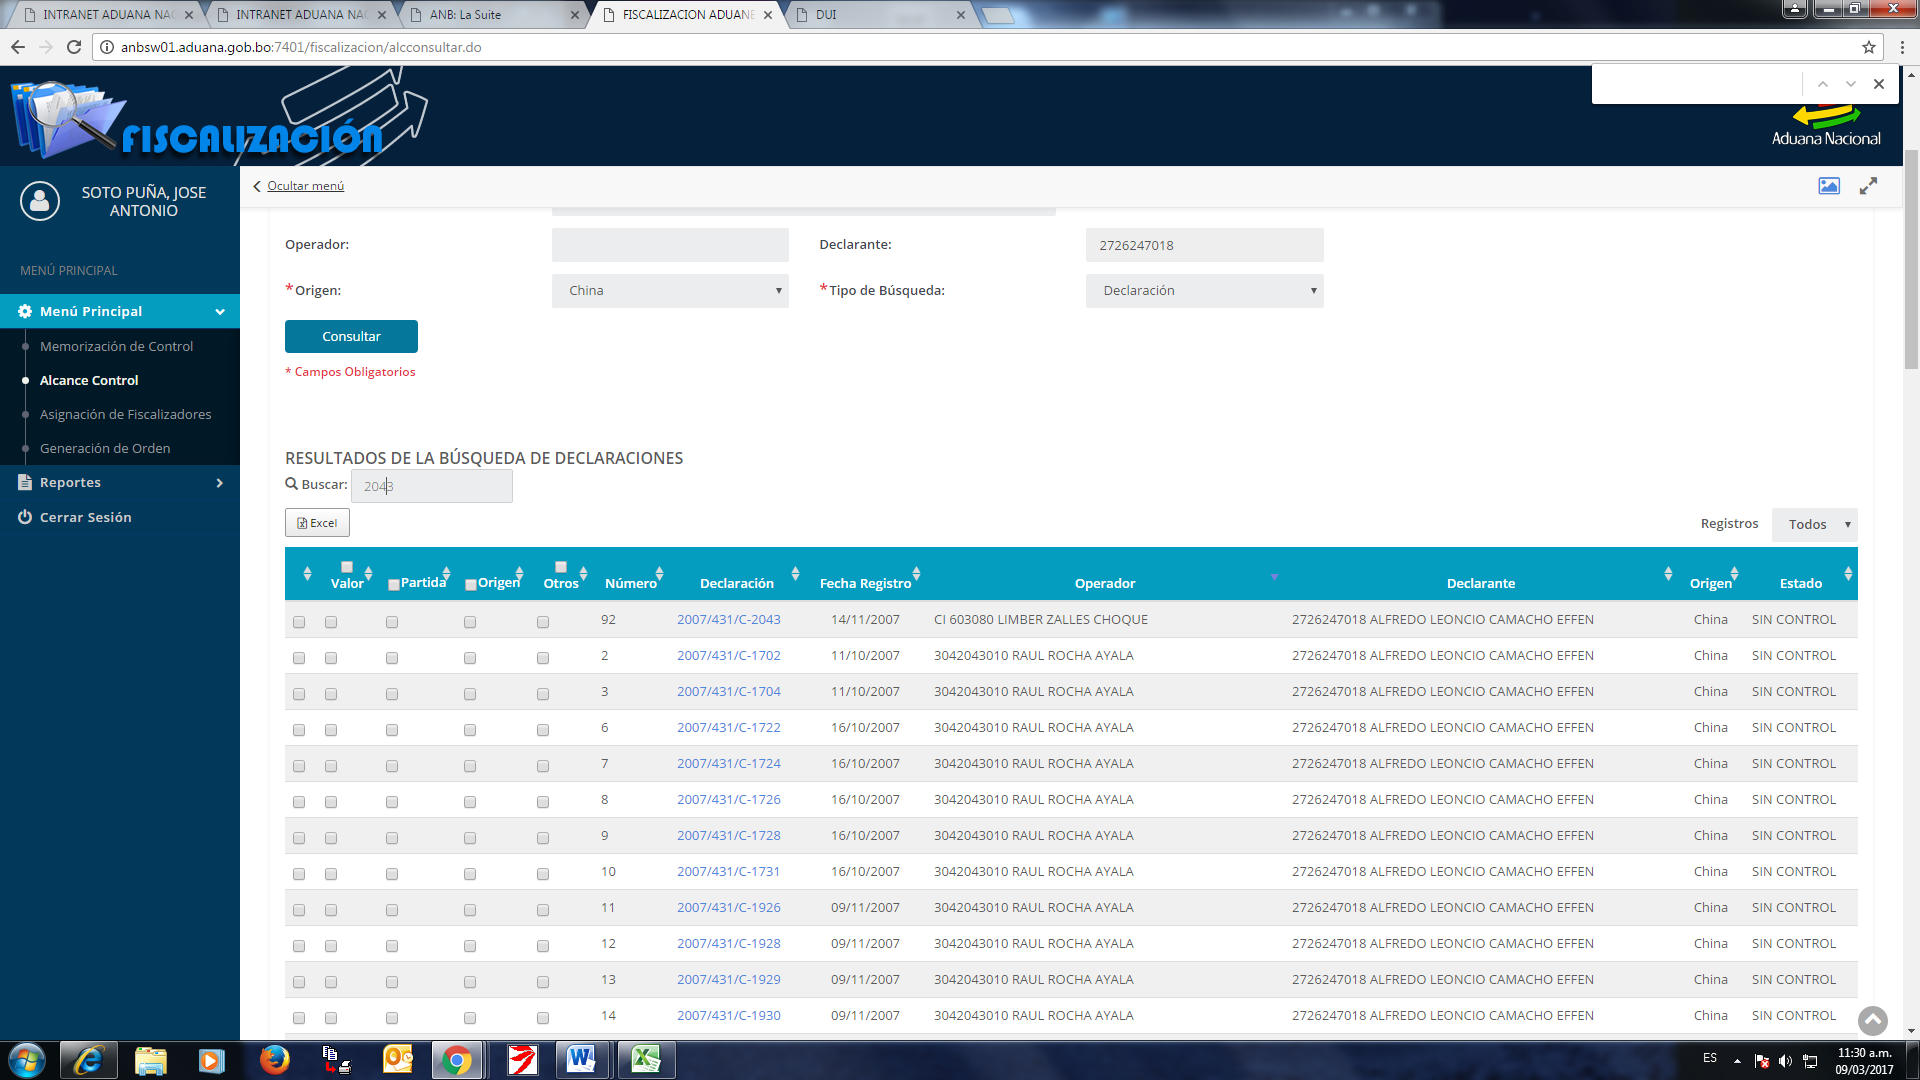 INTRANET ADUANA NAC
INTRANET ADUANA NAC
ANB: La Suite
FISCALIZACION ADUANE
DUI
anbsw01.aduana.gob.bo:7401/fiscalizacion/alcconsultar.do
FISCALIZACIÓN
Aduana Nacional
SOTO PUÑA, JOSE
ANTONIO
Ocultar menú
MENÚ PRINCIPAL
Menú Principal
Memorización de Control
Alcance Control
Asignación de Fiscalizadores
Generación de Orden
Reportes
Cerrar Sesión
Operador:
Declarante: 2726247018
*Origen: China
*Tipo de Búsqueda: Declaración
Consultar
* Campos Obligatorios
RESULTADOS DE LA BÚSQUEDA DE DECLARACIONES
Buscar: 2043
Excel
Registros Todos
Valor Partida Origen Otros Número Declaración Fecha Registro Operador Declarante Origen Estado
92 2007/431/C-2043 14/11/2007 CI 603080 LIMBER ZALLES CHOQUE 2726247018 ALFREDO LEONCIO CAMACHO EFFEN China SIN CONTROL
2 2007/431/C-1702 11/10/2007 3042043010 RAUL ROCHA AYALA 2726247018 ALFREDO LEONCIO CAMACHO EFFEN China SIN CONTROL
3 2007/431/C-1704 11/10/2007 3042043010 RAUL ROCHA AYALA 2726247018 ALFREDO LEONCIO CAMACHO EFFEN China SIN CONTROL
6 2007/431/C-1722 16/10/2007 3042043010 RAUL ROCHA AYALA 2726247018 ALFREDO LEONCIO CAMACHO EFFEN China SIN CONTROL
7 2007/431/C-1724 16/10/2007 3042043010 RAUL ROCHA AYALA 2726247018 ALFREDO LEONCIO CAMACHO EFFEN China SIN CONTROL
8 2007/431/C-1726 16/10/2007 3042043010 RAUL ROCHA AYALA 2726247018 ALFREDO LEONCIO CAMACHO EFFEN China SIN CONTROL
9 2007/431/C-1728 16/10/2007 3042043010 RAUL ROCHA AYALA 2726247018 ALFREDO LEONCIO CAMACHO EFFEN China SIN CONTROL
10 2007/431/C-1731 16/10/2007 3042043010 RAUL ROCHA AYALA 2726247018 ALFREDO LEONCIO CAMACHO EFFEN China SIN CONTROL
11 2007/431/C-1926 09/11/2007 3042043010 RAUL ROCHA AYALA 2726247018 ALFREDO LEONCIO CAMACHO EFFEN China SIN CONTROL
12 2007/431/C-1928 09/11/2007 3042043010 RAUL ROCHA AYALA 2726247018 ALFREDO LEONCIO CAMACHO EFFEN China SIN CONTROL
13 2007/431/C-1929 09/11/2007 3042043010 RAUL ROCHA AYALA 2726247018 ALFREDO LEONCIO CAMACHO EFFEN China SIN CONTROL
14 2007/431/C-1930 09/11/2007 3042043010 RAUL ROCHA AYALA 2726247018 ALFREDO LEONCIO CAMACHO EFFEN China SIN CONTROL
ES
11:30 a.m.
09/03/2017